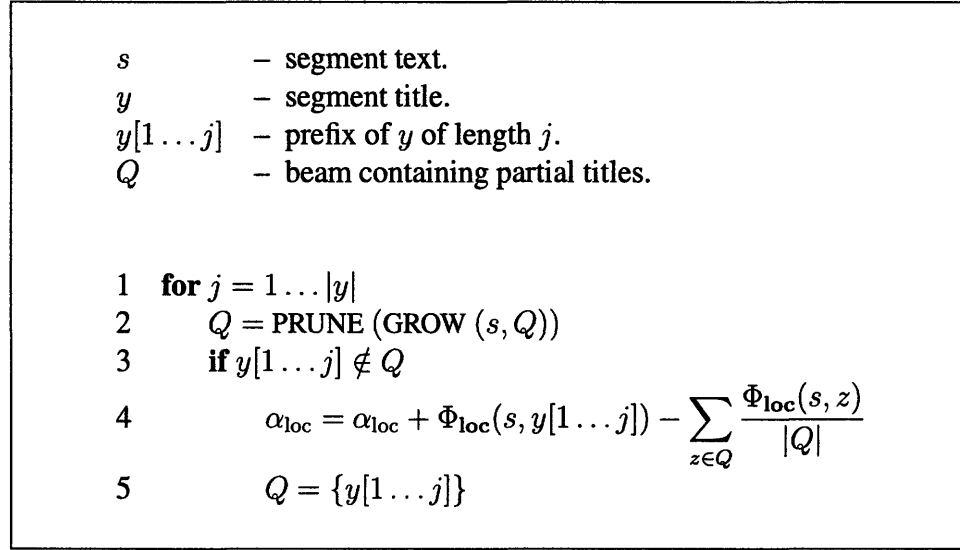 s – segment text.
y – segment title.
y[1 … j] – prefix of y of length j.
Q – beam containing partial titles.
1 for j = 1 … |y|
2 Q = PRUNE (GROW (s, Q))
3 if y[1 … j] ∉ Q
4 α_loc = α_loc + Φ_loc(s, y[1 … j]) − ∑_{z∈Q} Φ_loc(s, z) / |Q|
5 Q = {y[1 … j]}